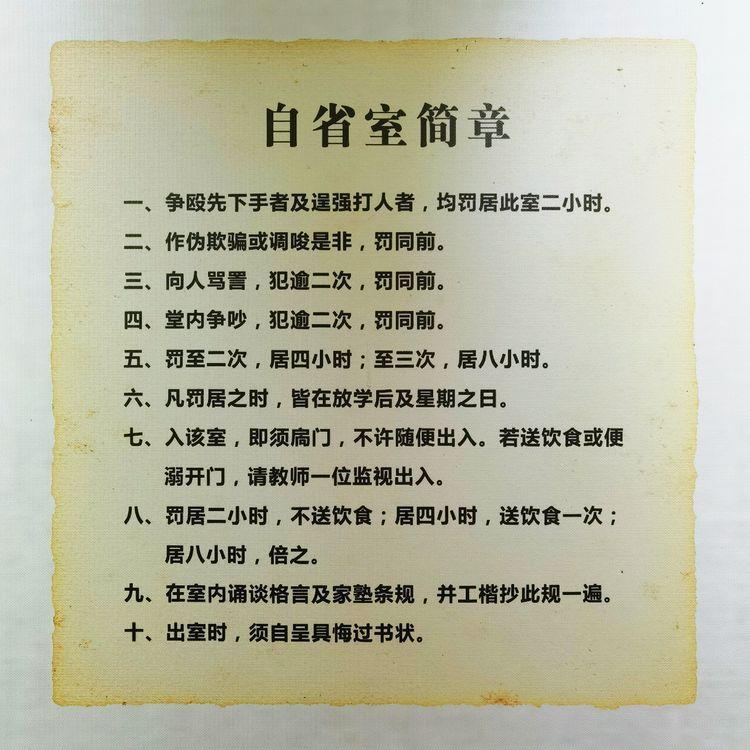 自省室简章
一、争殴先下手者及逞强打人者，均罚居此室二小时。
二、作伪欺骗或调唆是非，罚同前。
三、向人骂詈，犯逾二次，罚同前。
四、堂内争吵，犯逾二次，罚同前。
五、罚至二次，居四小时；至三次，居八小时。
六、凡罚居之时，皆在放学后及星期之日。
七、入该室，即须扃门，不许随便出入。若送饮食或便
溺开门，请教师一位监视出入。
八、罚居二小时，不送饮食；居四小时，送饮食一次；
居八小时，倍之。
九、在室内诵谈格言及家塾条规，并工楷抄此规一遍。
十、出室时，须自呈具悔过书状。